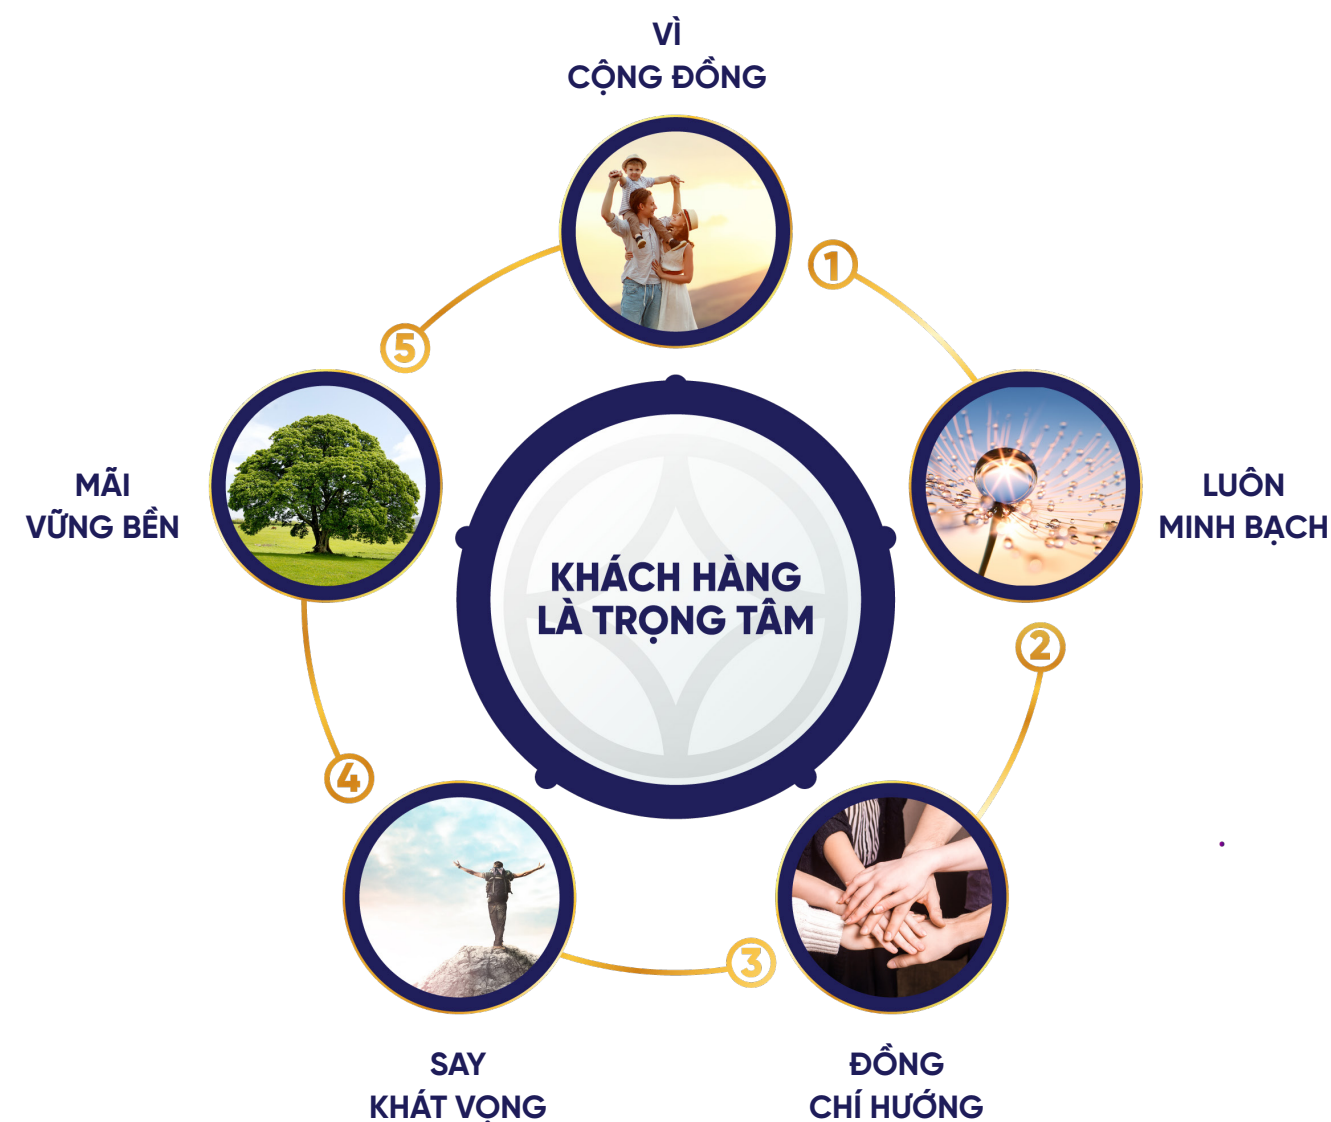 VÌ
CỘNG ĐỒNG
1
5
MÃI
VỮNG BỀN
LUÔN
MINH BẠCH
KHÁCH HÀNG
LÀ TRỌNG TÂM
2
4
3
SAY
KHÁT VỌNG
ĐỒNG
CHÍ HƯỚNG